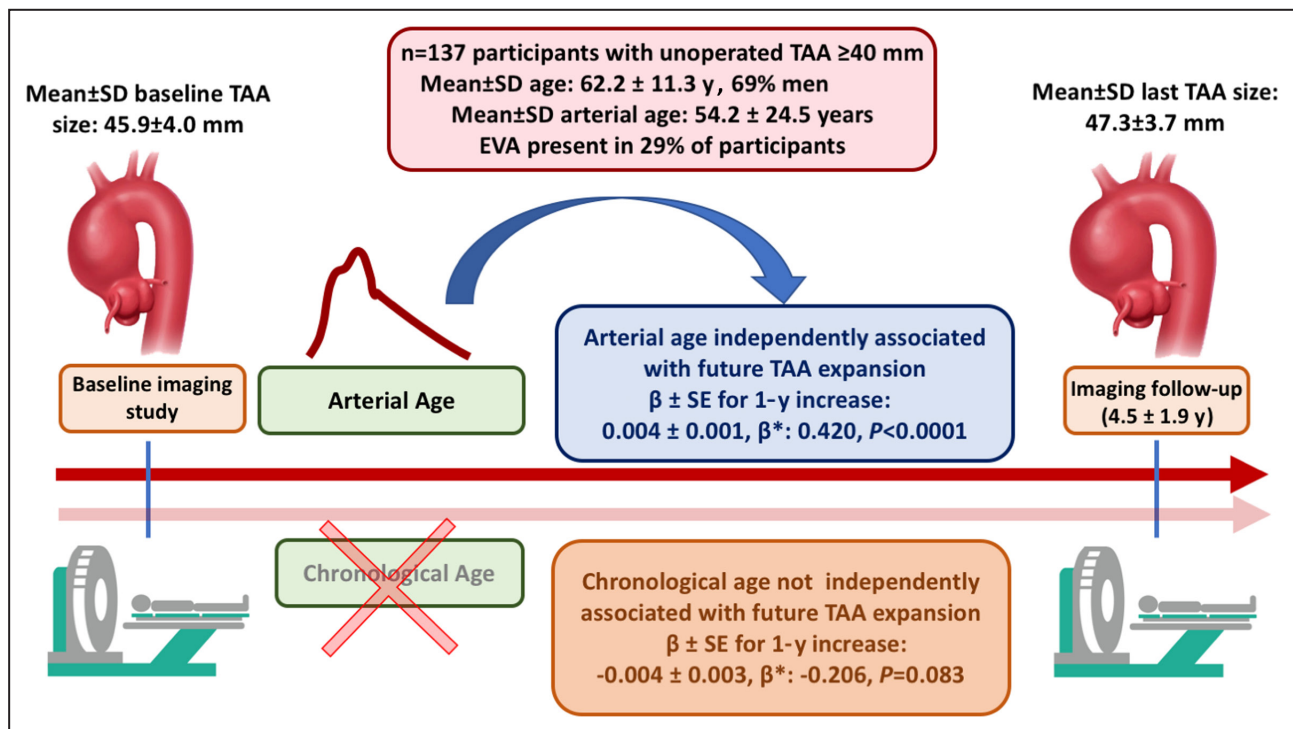 n=137 participants with unoperated TAA ≥40 mm
Mean±SD age: 62.2 ± 11.3 y, 69% men
Mean±SD arterial age: 54.2 ± 24.5 years
EVA present in 29% of participants
Mean±SD baseline TAA
size: 45.9±4.0 mm
Mean±SD last TAA size:
47.3±3.7 mm
Baseline imaging
study
Arterial Age
Arterial age independently associated
with future TAA expansion
β ± SE for 1-y increase:
0.004 ± 0.001, β*: 0.420, P<0.0001
Imaging follow-up
(4.5 ± 1.9 y)
Chronological Age
Chronological age not independently
associated with future TAA expansion
β ± SE for 1-y increase:
-0.004 ± 0.003, β*: -0.206, P=0.083